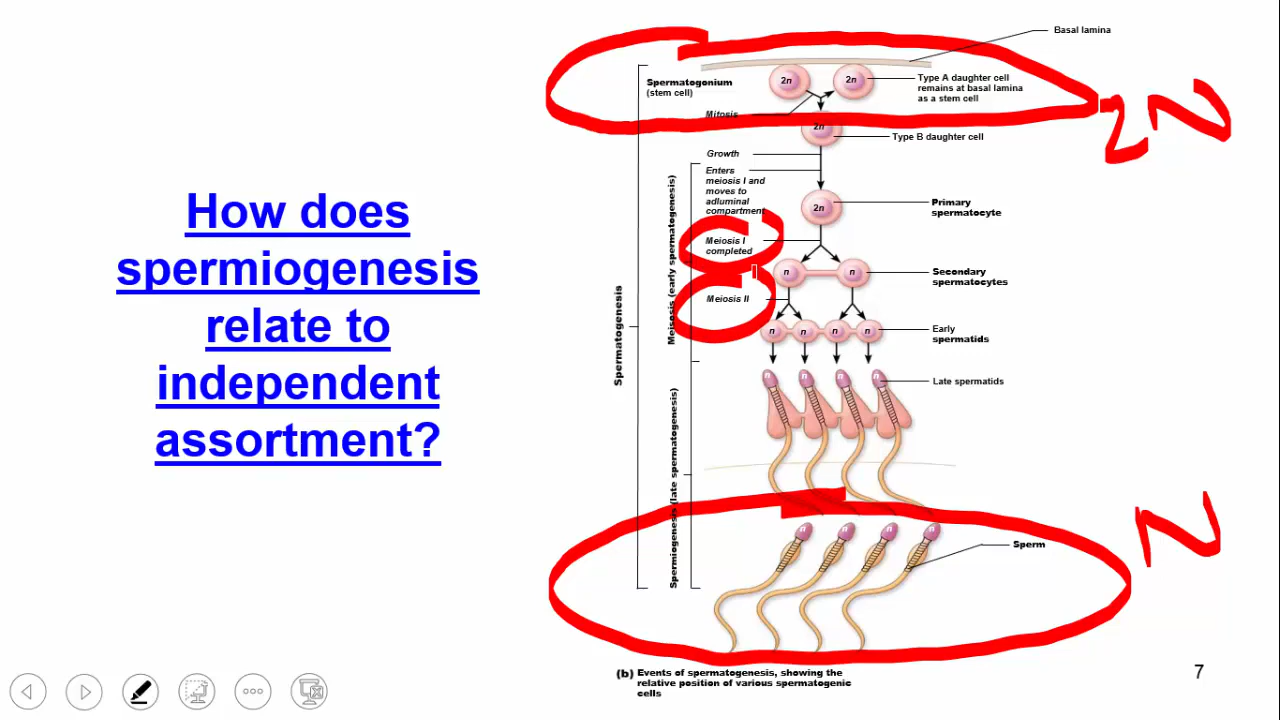 How does
spermiogenesis
relate to
independent
assortment?
Basal lamina
Spermatogonium
(stem cell)
2n
2n
Type A daughter cell
remains at basal lamina
as a stem cell
2N
Mitosis
2n
Type B daughter cell
Growth
Enters
meiosis I and
moves to
adluminal
compartment
2n
Primary
spermatocyte
Meiosis I
completed
n
n
Secondary
spermatocytes
Meiosis II
n
n
n
n
Early
spermatids
Spermatogenesis
Meisosis (early spermatogenesis)
n
n
n
n
Late spermatids
Spermiogenesis (late spermatogenesis)
N
n
n
n
n
Sperm
(b) Events of spermatogenesis, showing the
relative position of various spermatogenic
cells
7